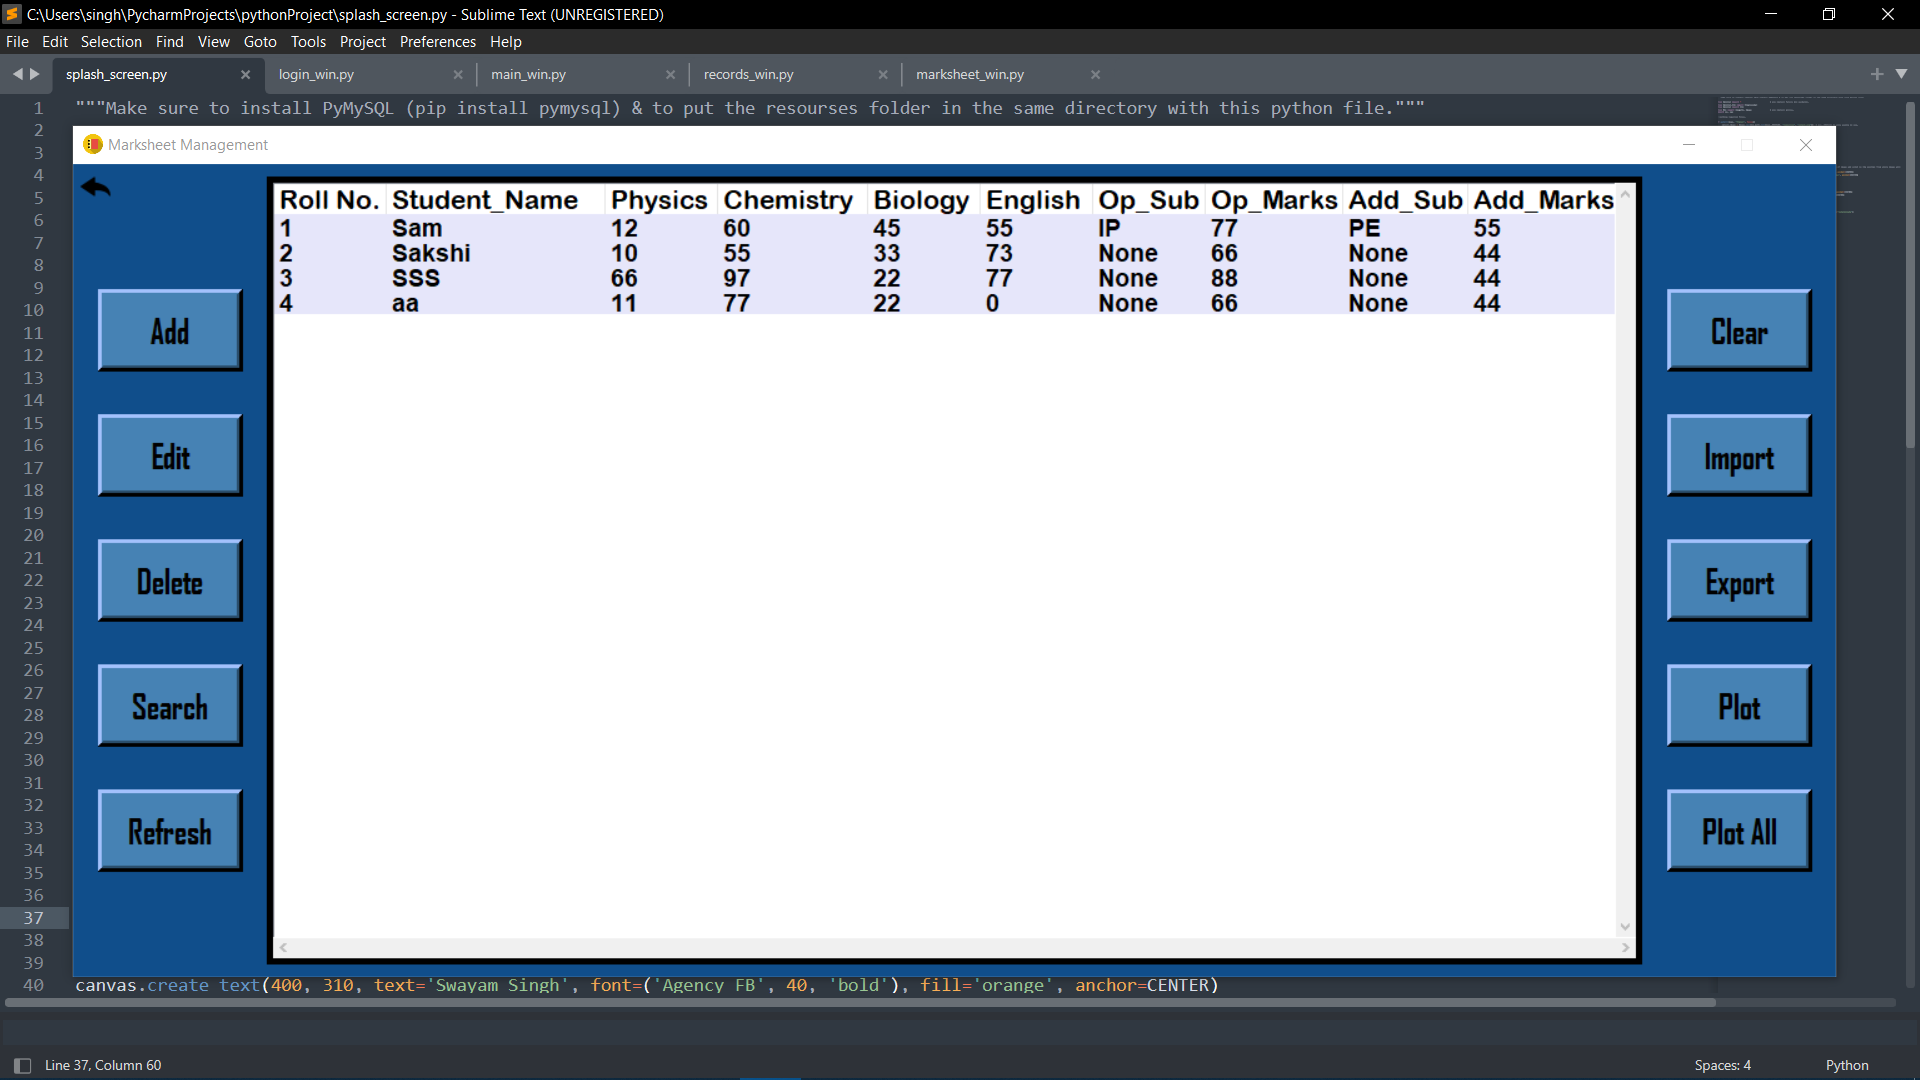 C:\Users\singh\PycharmProjects\pythonProject\splash_screen.py - Sublime Text (UNREGISTERED)
File Edit Selection Find View Goto Tools Project Preferences Help
splash_screen.py login_win.py main_win.py records_win.py marksheet_win.py
1 """Make sure to install PyMySQL (pip install pymysql) & to put the resourses folder in the same directory with this python file."""
2
3
4
5
6
7
8
9
10
11
12
13
14
15
16
17
18
19
20
21
22
23
24
25
26
27
28
29
30
31
32
33
34
35
36
37
38
39
40 canvas.create_text(400, 310, text='Swayam Singh', font=('Agency FB', 40, 'bold'), fill='orange', anchor=CENTER)
Marksheet Management
Roll No. Student_Name Physics Chemistry Biology English Op_Sub Op_Marks Add_Sub Add_Marks
1 Sam 12 60 45 55 IP 77 PE 55
2 Sakshi 10 55 33 73 None 66 None 44
3 SSS 66 97 22 77 None 88 None 44
4 aa 11 77 22 0 None 66 None 44
Add
Edit
Delete
Search
Refresh
Clear
Import
Export
Plot
Plot All
Line 37, Column 60 Spaces: 4 Python